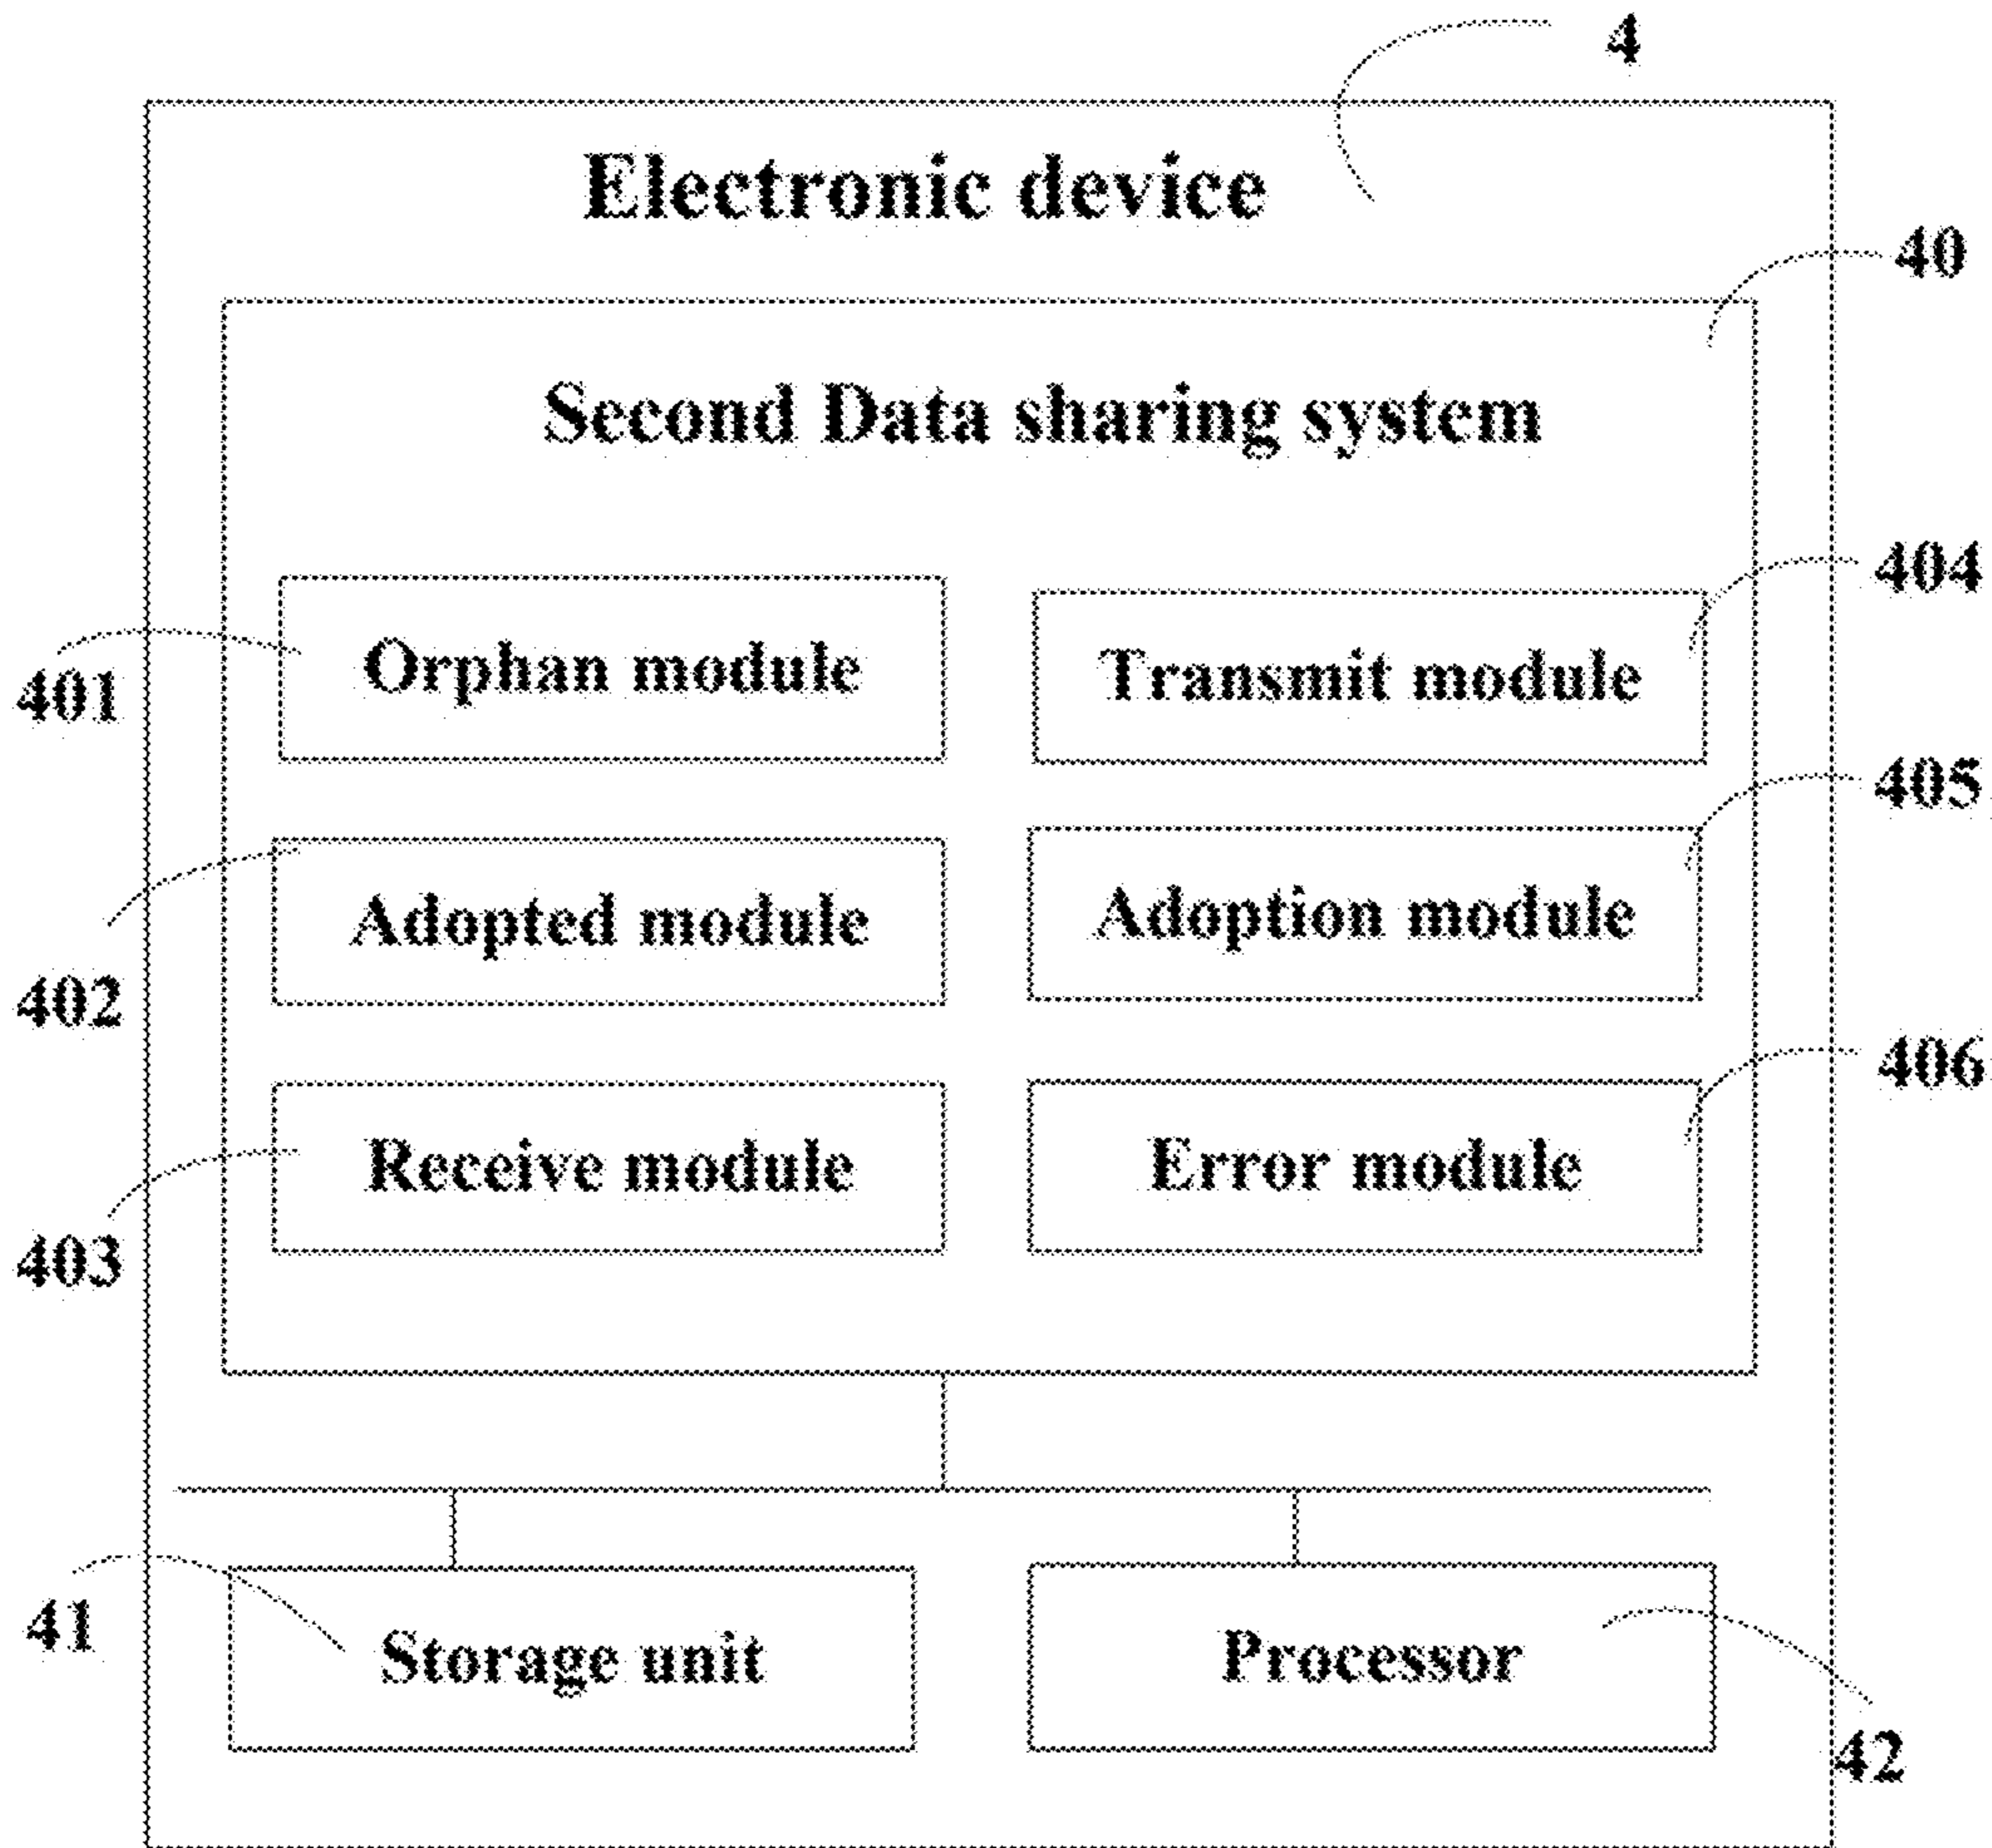 4
Electronic device
40
Second Data sharing system
404
Orphan module
Transmit module
401
405
Adopted module
Adoption module
402
406
Receive module
Error module
403
41
Storage unit
Processor
42